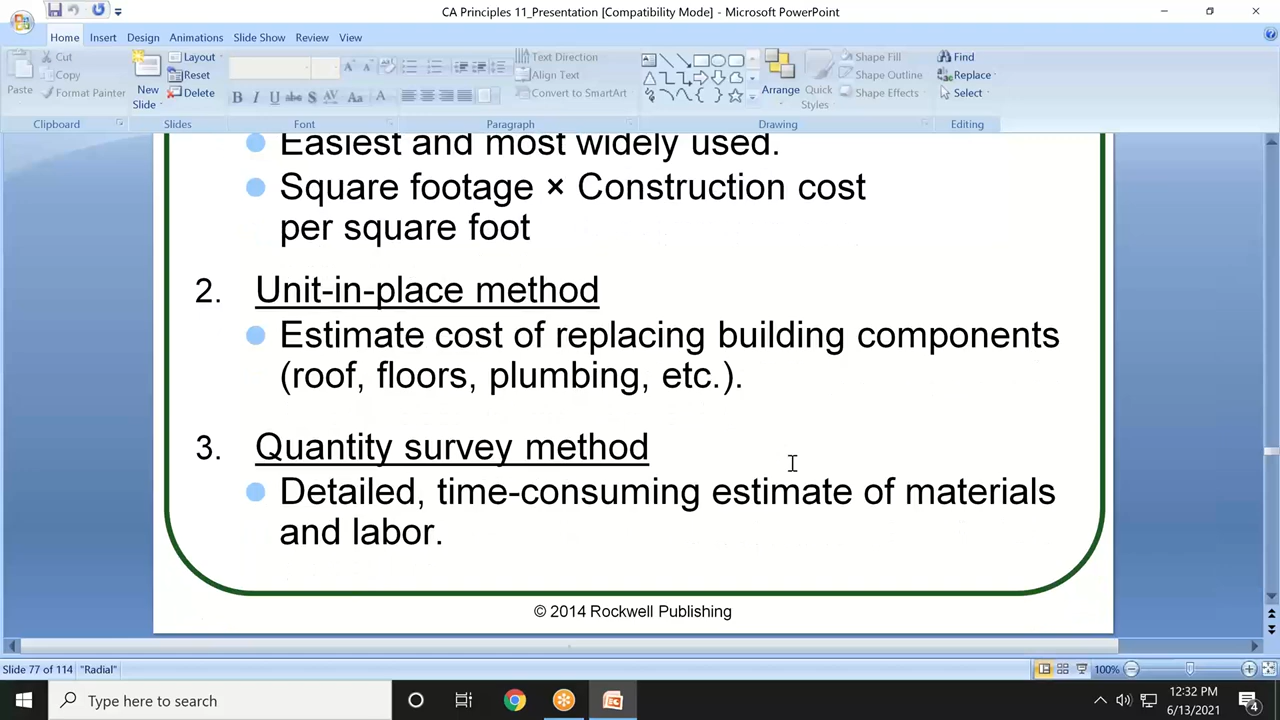 CA Principles 11_Presentation [Compatibility Mode] - Microsoft PowerPoint
Home Insert Design Animations Slide Show Review View
Paste
Cut
Copy
Format Painter
Clipboard
New
Slide
Layout
Reset
Delete
Slides
B I U abc S AV Aa A
Font
Text Direction
Align Text
Convert to SmartArt
Paragraph
Arrange
Quick
Styles
Shape Fill
Shape Outline
Shape Effects
Drawing
Find
Replace
Select
Editing
Easiest and most widely used.
Square footage × Construction cost
per square foot
2. Unit-in-place method
Estimate cost of replacing building components
(roof, floors, plumbing, etc.).
3. Quantity survey method
Detailed, time-consuming estimate of materials
and labor.
© 2014 Rockwell Publishing
Slide 77 of 114 "Radial" 100%
Type here to search
12:32 PM
6/13/2021
4